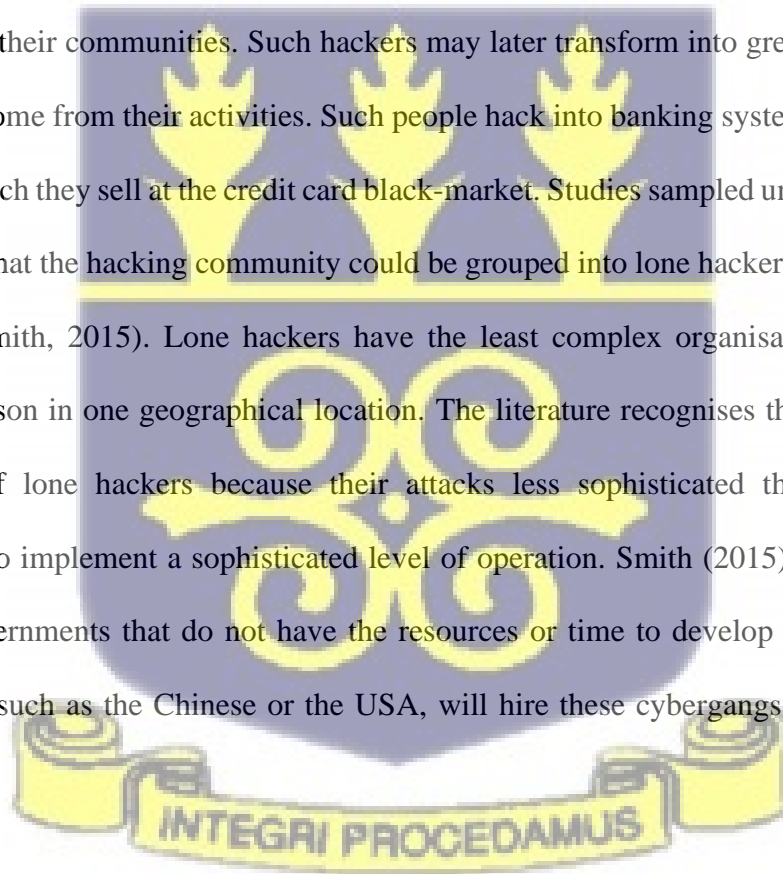 their communities. Such hackers may later transform into gre
ome from their activities. Such people hack into banking syste
ch they sell at the credit card black-market. Studies sampled un
hat the hacking community could be grouped into lone hacker
mith, 2015). Lone hackers have the least complex organisa
son in one geographical location. The literature recognises th
f lone hackers because their attacks less sophisticated th
o implement a sophisticated level of operation. Smith (2015)
ernments that do not have the resources or time to develop
such as the Chinese or the USA, will hire these cybergangs
INTEGRI PROCEDAMUS